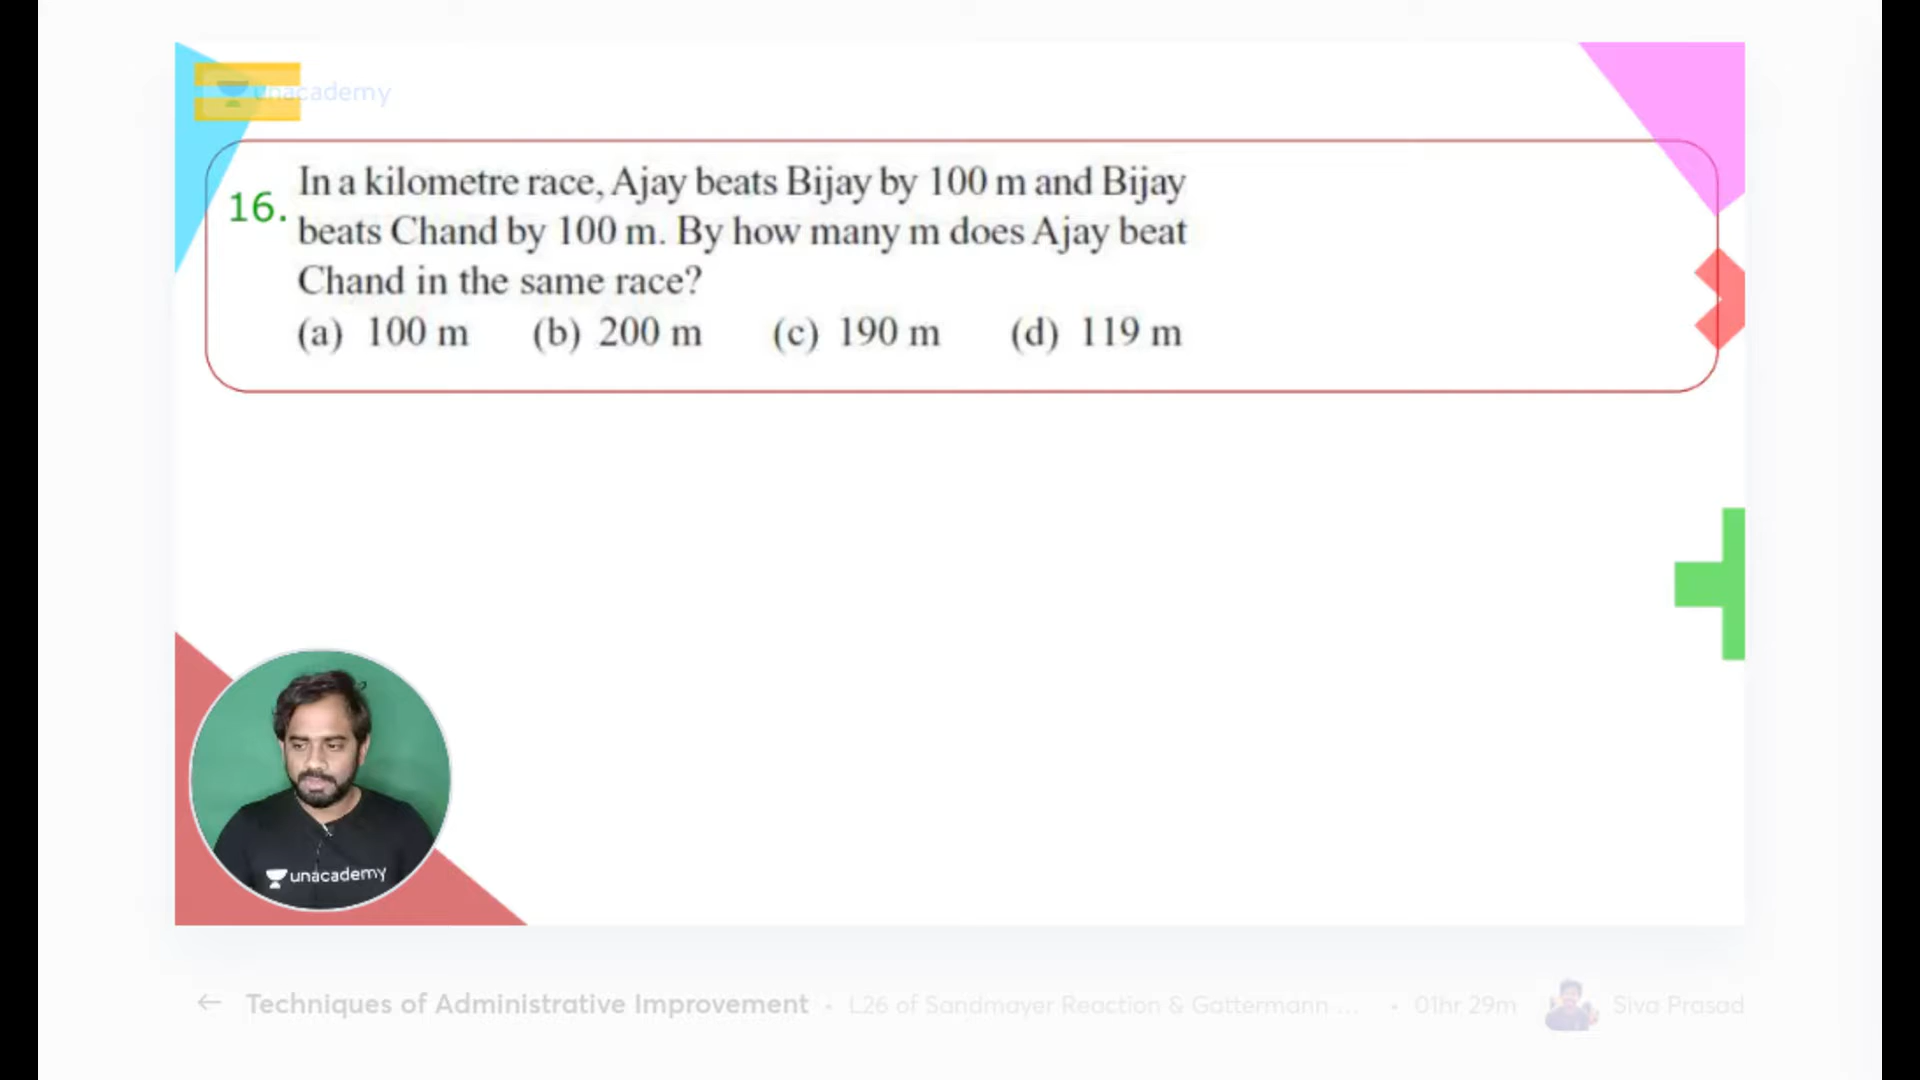 unacademy
16.
In a kilometre race, Ajay beats Bijay by 100 m and Bijay
beats Chand by 100 m. By how many m does Ajay beat
Chand in the same race?
(a) 100 m (b) 200 m (c) 190 m (d) 119 m
unacademy
← Techniques of Administrative Improvement • L26 of Sandmayer Reaction & Gattermann ... • 01hr 29m Siva Prasad